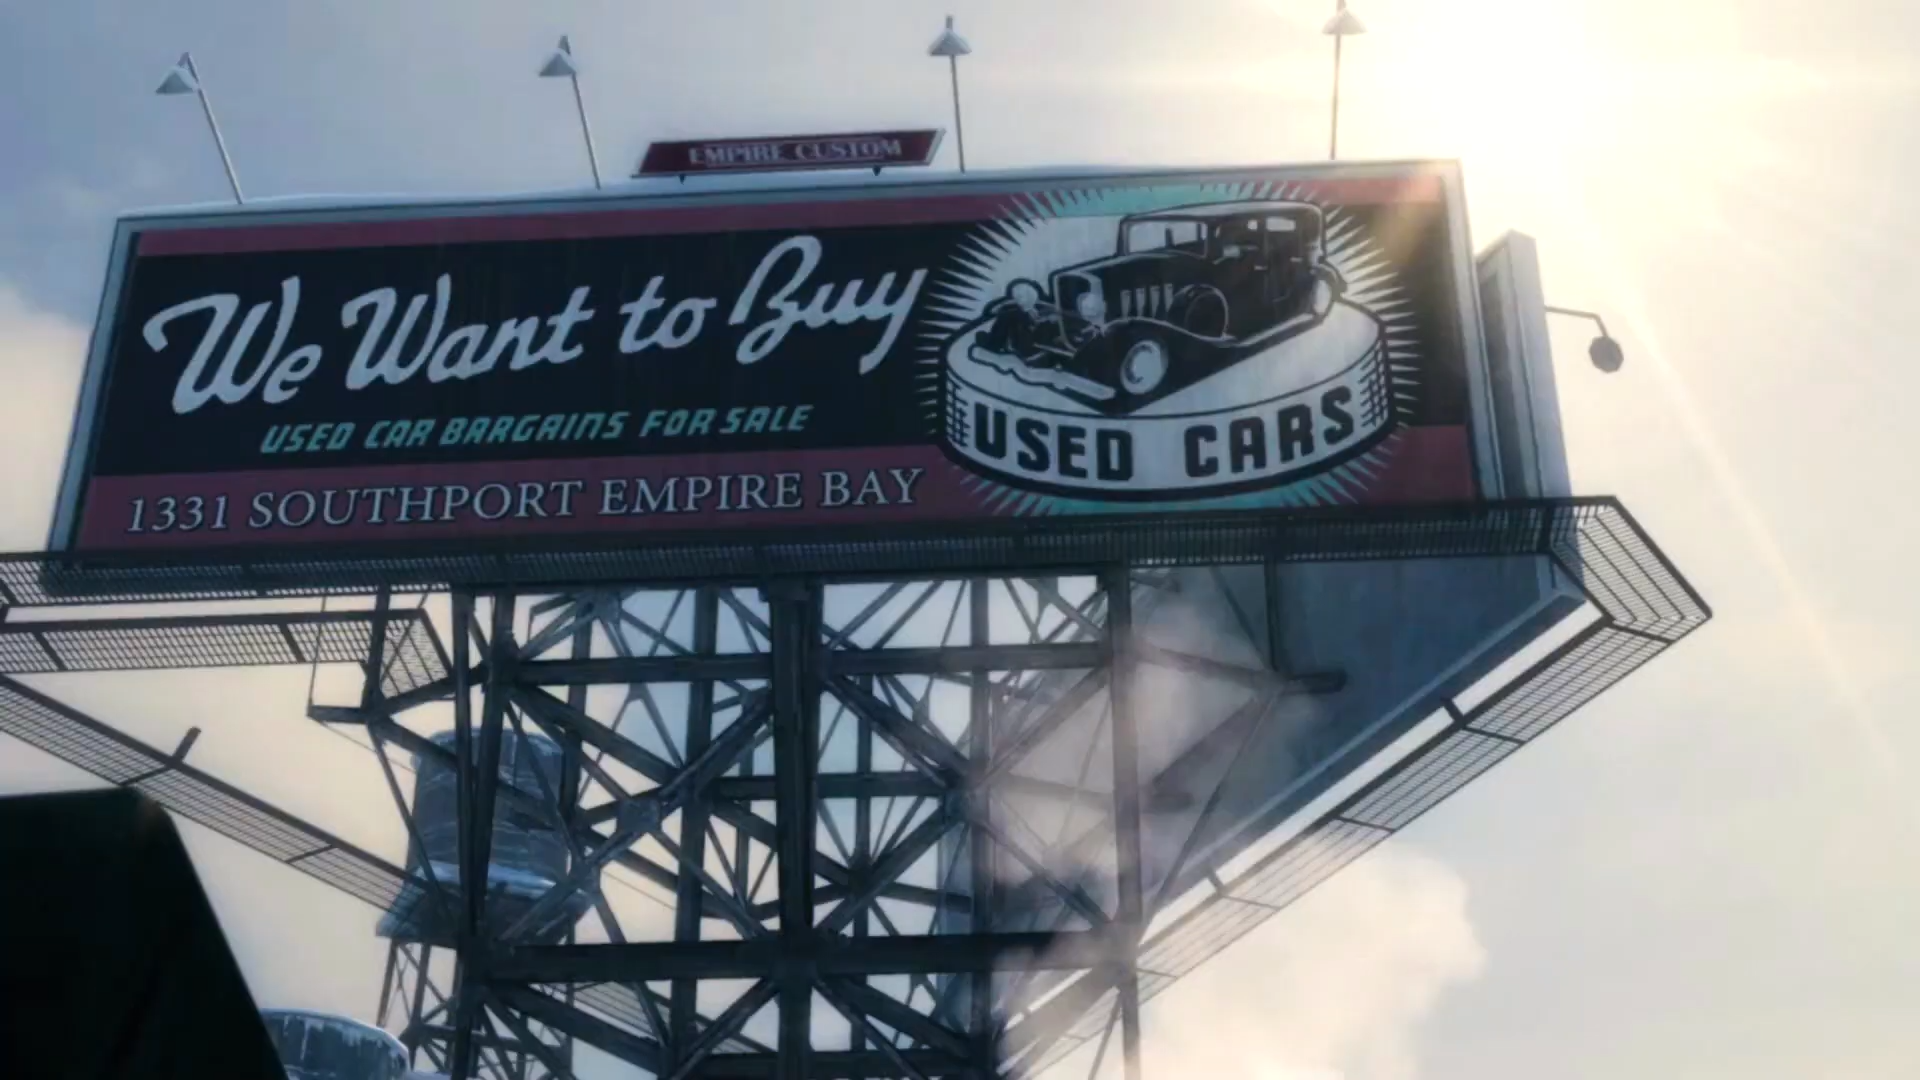 EMPIRE CUSTOM
We Want to Buy
USED CAR BARGAINS FOR SALE
1331 SOUTHPORT EMPIRE BAY
USED CARS